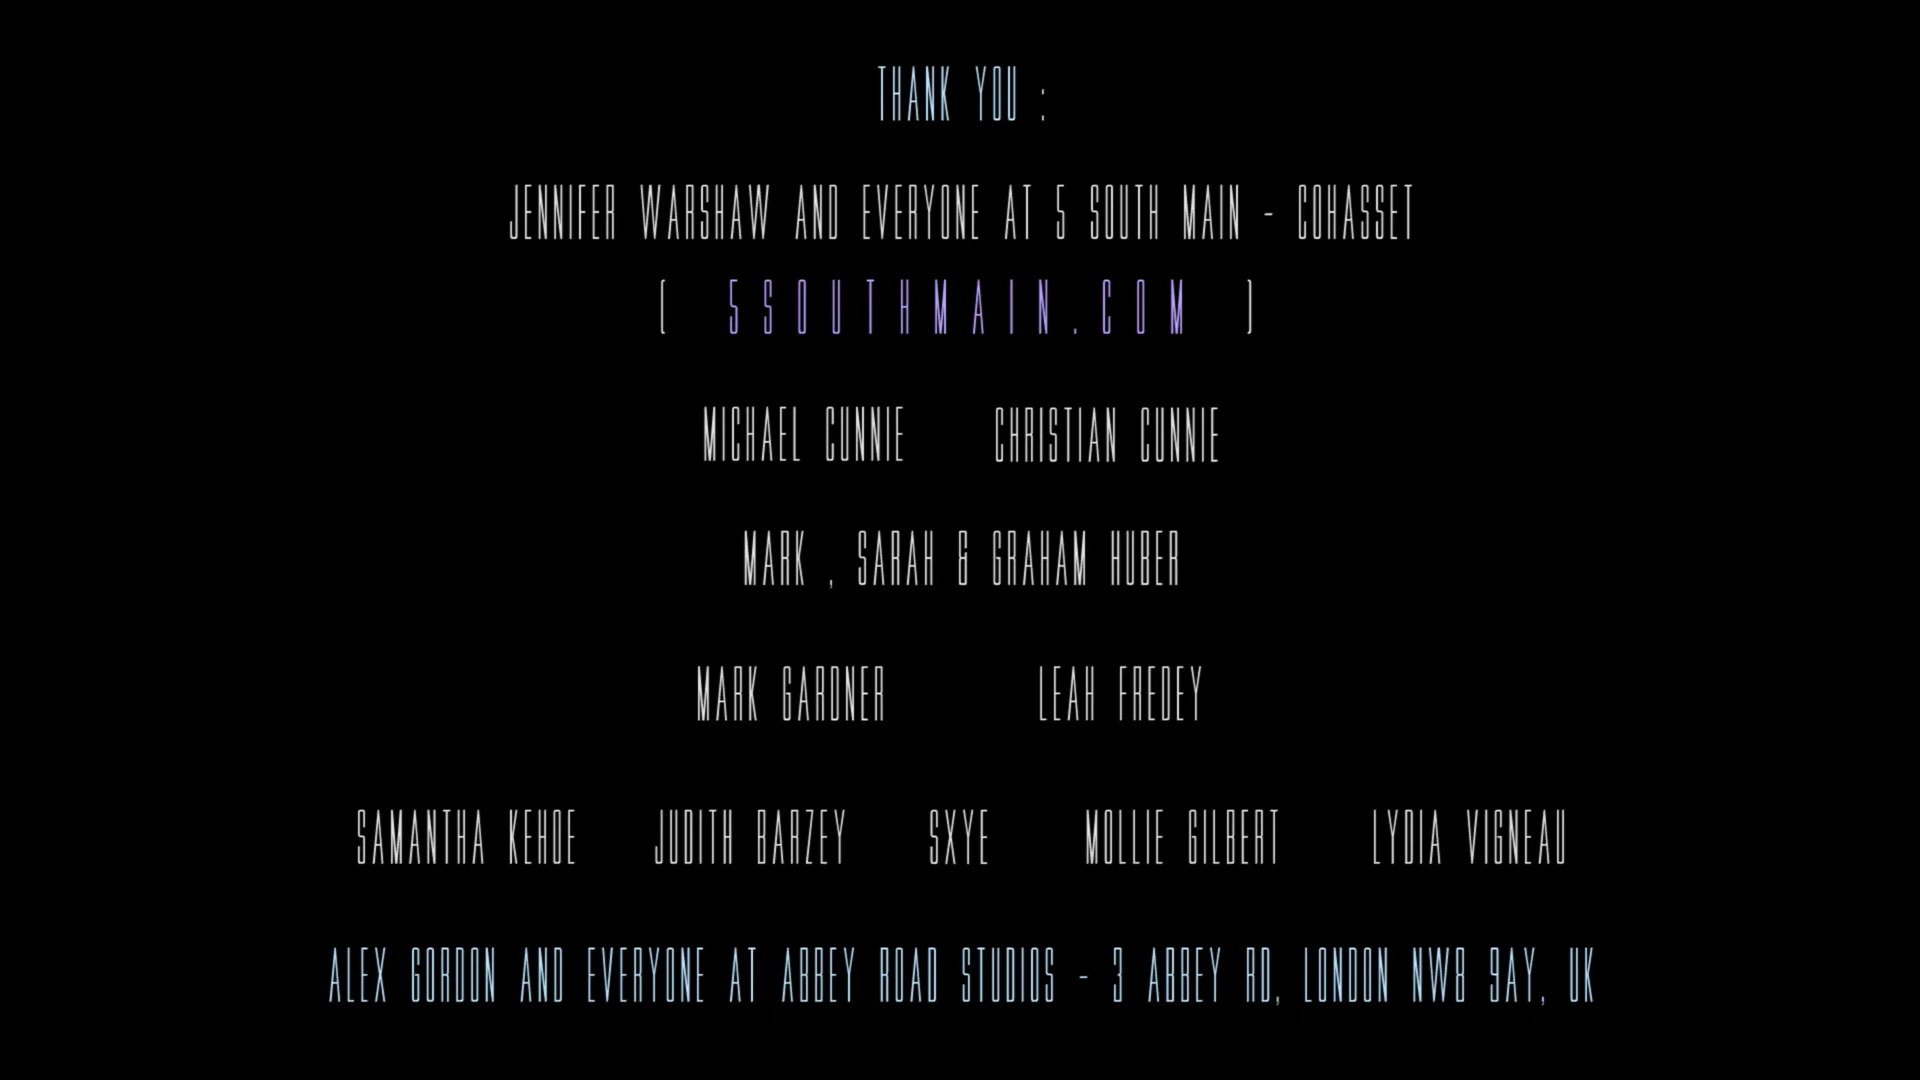 THANK YOU :
JENNIFER WARSHAW AND EVERYONE AT 5 SOUTH MAIN - COHASSET
( 5SOUTHMAIN.COM )
MICHAEL CUNNIE CHRISTIAN CUNNIE
MARK , SARAH & GRAHAM HUBER
MARK GARDNER LEAH FREDEY
SAMANTHA KEHOE JUDITH BARZEY SXYE MOLLIE GILBERT LYDIA VIGNEAU
ALEX GORDON AND EVERYONE AT ABBEY ROAD STUDIOS - 3 ABBEY RD, LONDON NW8 9AY, UK